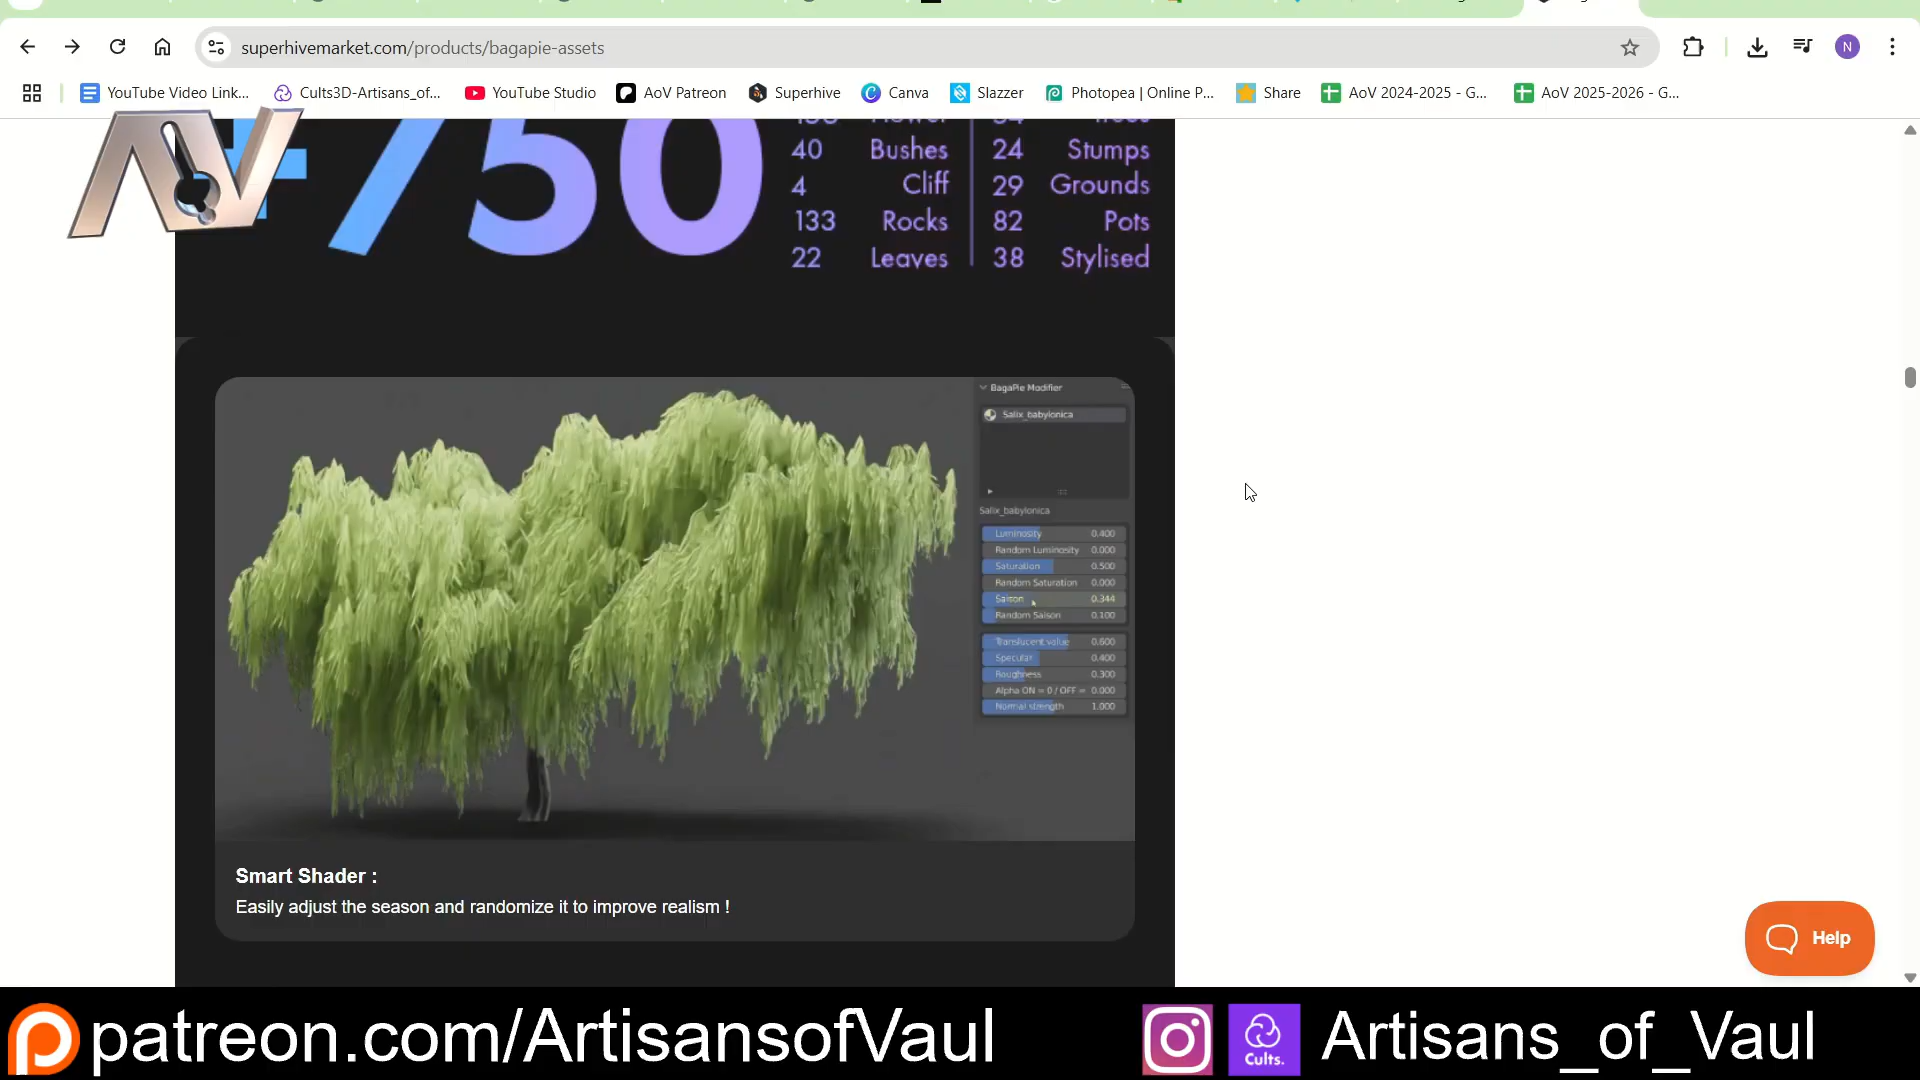 superhivemarket.com/products/bagapie-assets
N
YouTube Video Link...
Cults3D-Artisans_of...
YouTube Studio
AoV Patreon
Superhive
Canva
Slazzer
Photopea | Online P...
Share
AoV 2024-2025 - G...
AoV 2025-2026 - G...
AV
+750
40 Bushes
4 Cliff
133 Rocks
22 Leaves
24 Stumps
29 Grounds
82 Pots
38 Stylised
BagaPie Modifier
Salix_babylonica
Salix_babylonica
Luminosity 0.400
Random Luminosity 0.000
Saturation 0.500
Random Saturation 0.000
Saison 0.344
Random Saison 0.100
Translucent value 0.600
Specular 0.400
Roughness 0.300
Alpha ON = 0 / OFF = 0.000
Normal strength 1.000
Smart Shader :
Easily adjust the season and randomize it to improve realism !
Help
patreon.com/ArtisansofVaul
Cults.
Artisans_of_Vaul